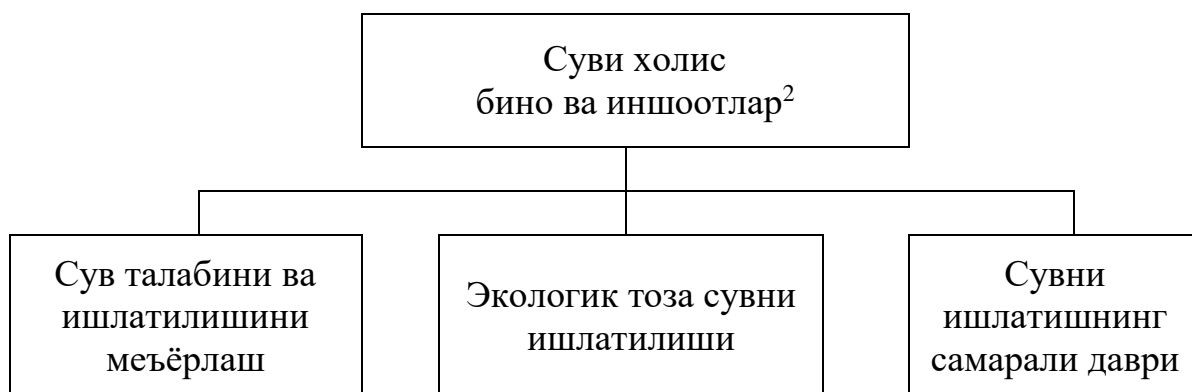 Суви холис
бино ва иншоотлар²
Сув талабини ва
ишлатилишини
меъёрлаш
Экологик тоза сувни
ишлатилиши
Сувни
ишлатишнинг
самарали даври